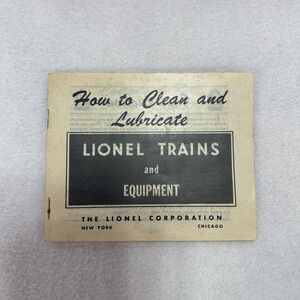 How to Clean and
Lubricate
LIONEL TRAINS
and
EQUIPMENT
THE LIONEL CORPORATION
NEW YORK CHICAGO